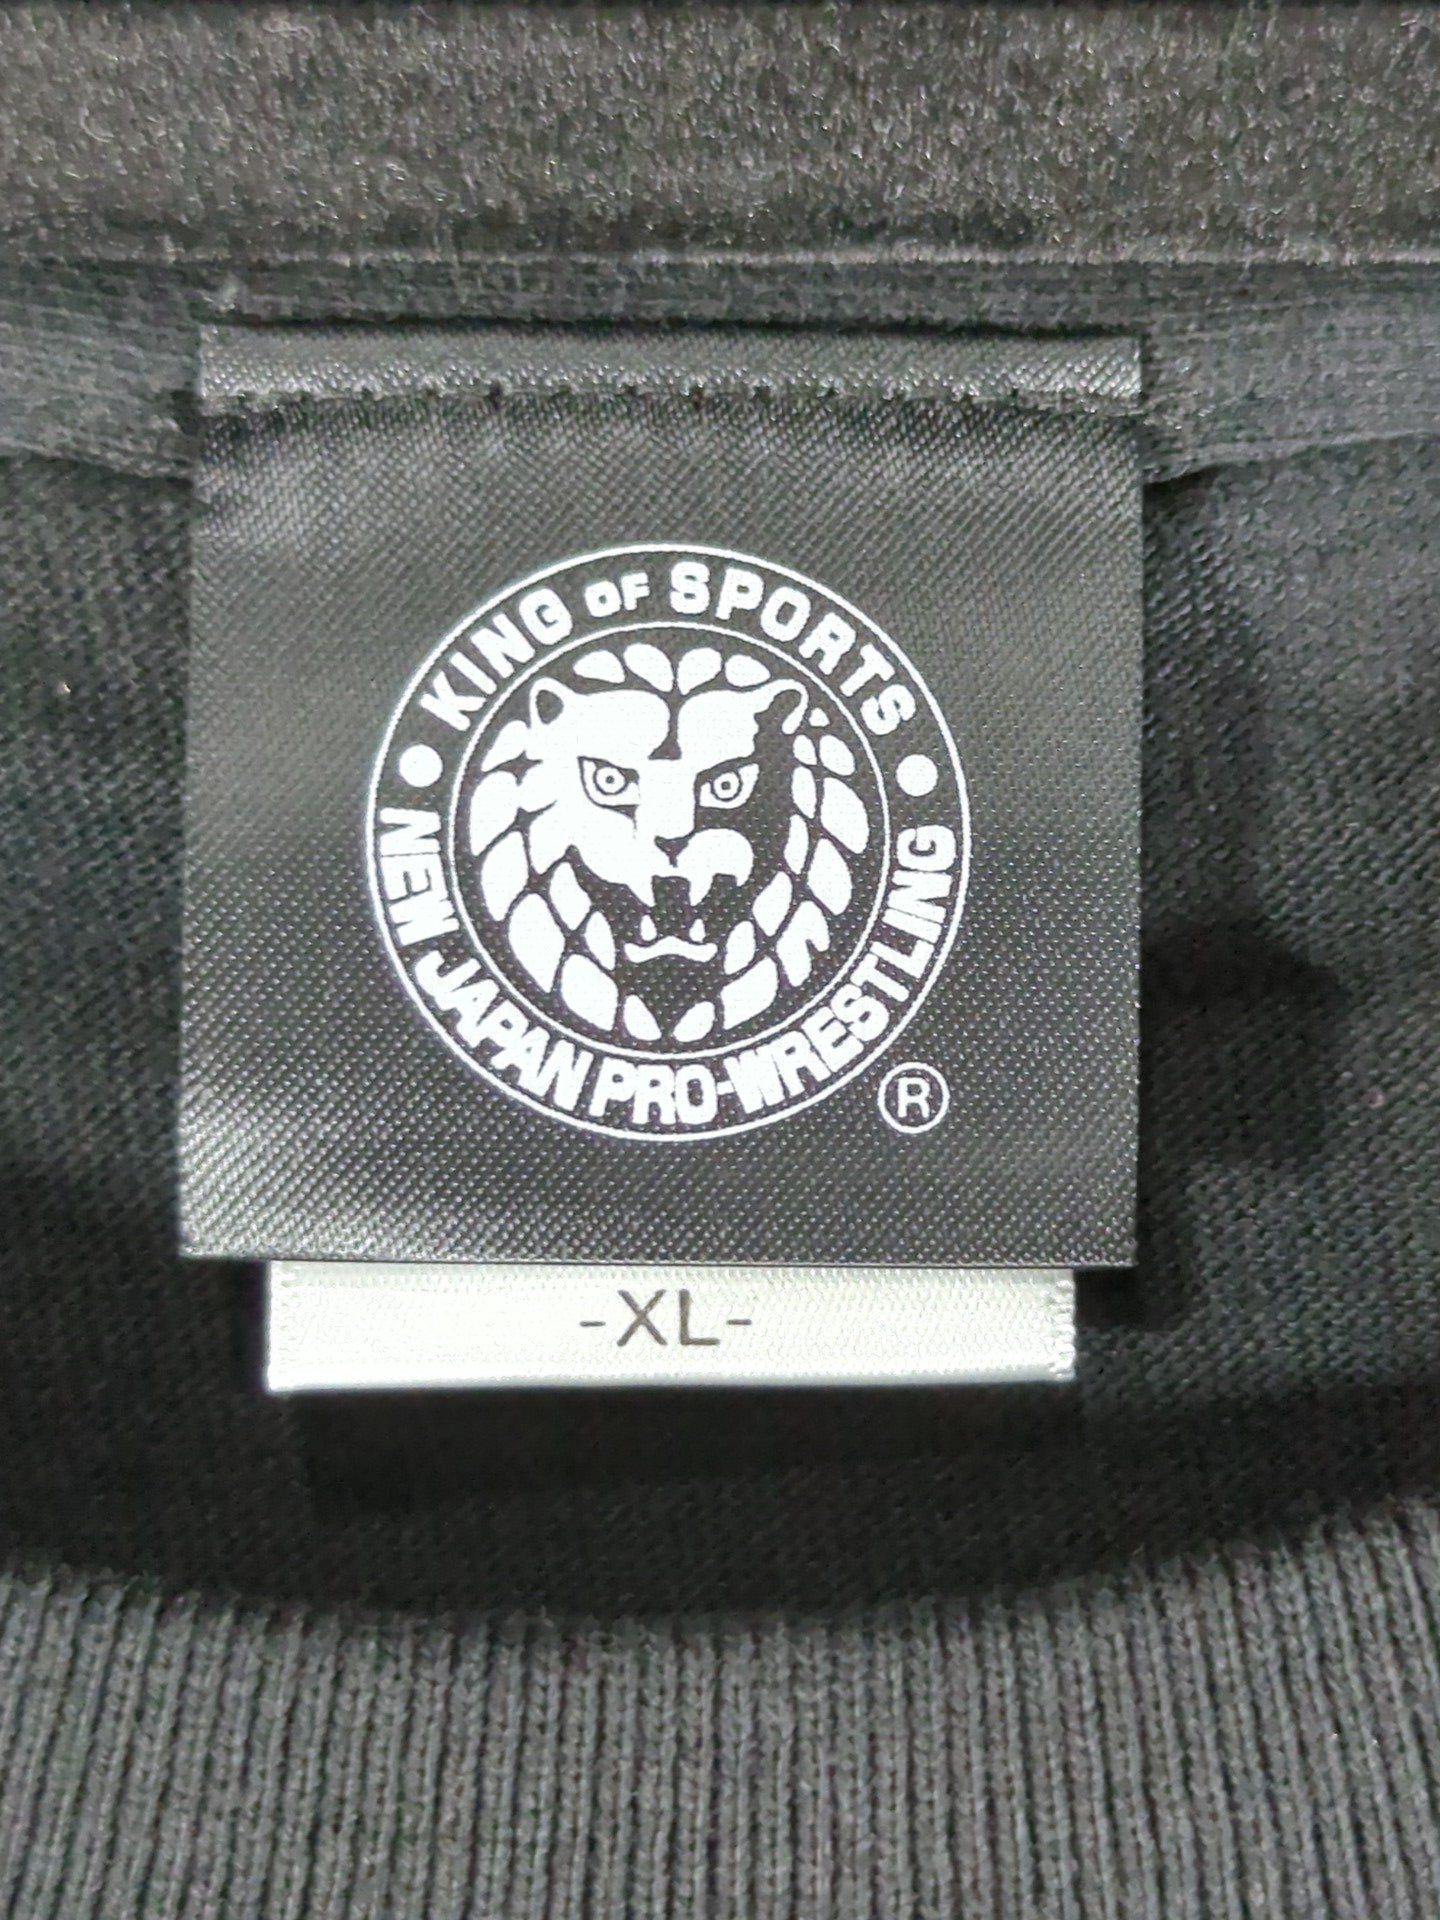 KING OF SPORTS
NEW JAPAN PRO-WRESTLING
®
-XL-